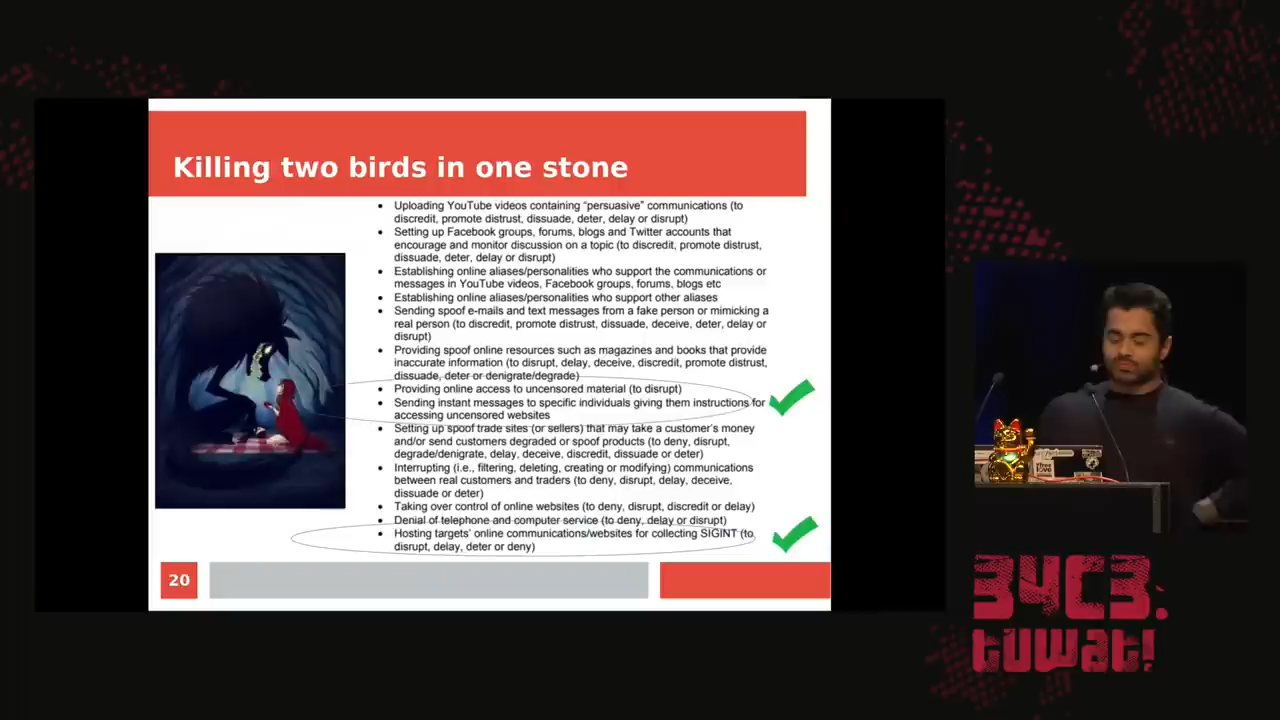 Killing two birds in one stone
• Uploading YouTube videos containing “persuasive” communications (to
discredit, promote distrust, dissuade, deter, delay or disrupt)
• Setting up Facebook groups, forums, blogs and Twitter accounts that
encourage and monitor discussion on a topic (to discredit, promote distrust,
dissuade, deter, delay or disrupt)
• Establishing online aliases/personalities who support the communications or
messages in YouTube videos, Facebook groups, forums, blogs etc
• Establishing online aliases/personalities who support other aliases
• Sending spoof e-mails and text messages from a fake person or mimicking a
real person (to discredit, promote distrust, dissuade, deceive, deter, delay or
disrupt)
• Providing spoof online resources such as magazines and books that provide
inaccurate information (to disrupt, delay, deceive, discredit, promote distrust,
dissuade, deter or denigrate/degrade)
• Providing online access to uncensored material (to disrupt)
• Sending instant messages to specific individuals giving them instructions for
accessing uncensored websites
• Setting up spoof trade sites (or sellers) that may take a customer’s money
and/or send customers degraded or spoof products (to deny, disrupt,
degrade/denigrate, delay, deceive, discredit, dissuade or deter)
• Interrupting (i.e., filtering, deleting, creating or modifying) communications
between real customers and traders (to deny, disrupt, delay, deceive,
dissuade or deter)
• Taking over control of online websites (to deny, disrupt, discredit or delay)
• Denial of telephone and computer service (to deny, delay or disrupt)
• Hosting targets’ online communications/websites for collecting SIGINT (to
disrupt, delay, deter or deny)
20
34C3.
tuwat!